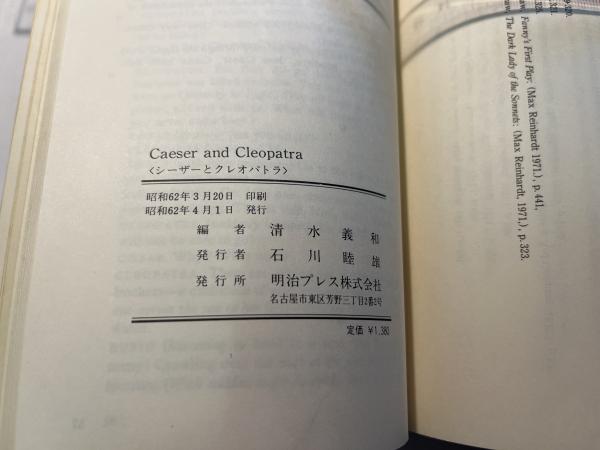 Caeser and Cleopatra
〈シーザーとクレオパトラ〉
昭和62年3月20日 印刷
昭和62年4月1日 発行
編者 清水義和
発行者 石川睦雄
発行所 明治プレス株式会社
名古屋市東区芳野三丁目2番2号
定価 ¥1,380
Fanny's First Play: (Max Reinhardt 1971,), p. 441.
The Dark Lady of the Sonnets: (Max Reinhardt, 1971,), p. 323.